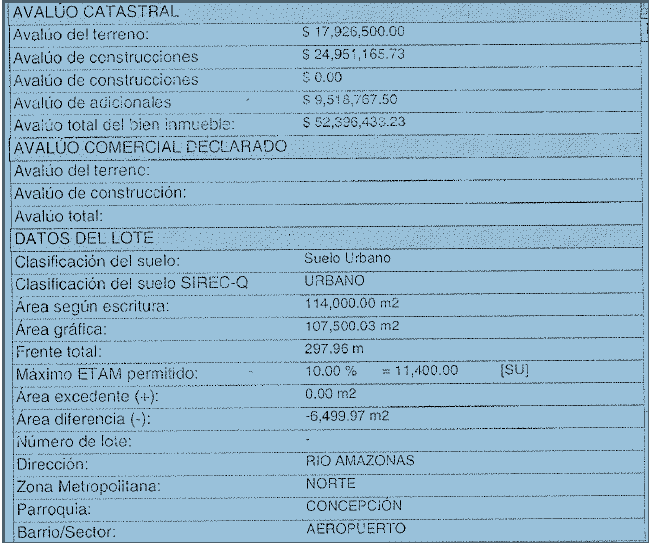 AVALÚO CATASTRAL
Avalúo del terreno: $ 17,926,500.00
Avalúo de construcciones $ 24,951,165.73
Avalúo de construcciones $ 0.00
Avalúo de adicionales $ 9,518,767.50
Avalúo total del bien inmueble: $ 52,396,433.23
AVALÚO COMERCIAL DECLARADO
Avalúo del terreno:
Avalúo de construcción:
Avalúo total:
DATOS DEL LOTE
Clasificación del suelo: Suelo Urbano
Clasificación del suelo SIREC-Q URBANO
Área según escritura: 114,000.00 m2
Área gráfica: 107,500.03 m2
Frente total: 297.96 m
Máximo ETAM permitido: 10.00 % = 11,400.00 [SU]
Área excedente (+): 0.00 m2
Área diferencia (-): -6,499.97 m2
Número de lote: -
Dirección: RIO AMAZONAS
Zona Metropolitana: NORTE
Parroquia: CONCEPCIÓN
Barrio/Sector: AEROPUERTO